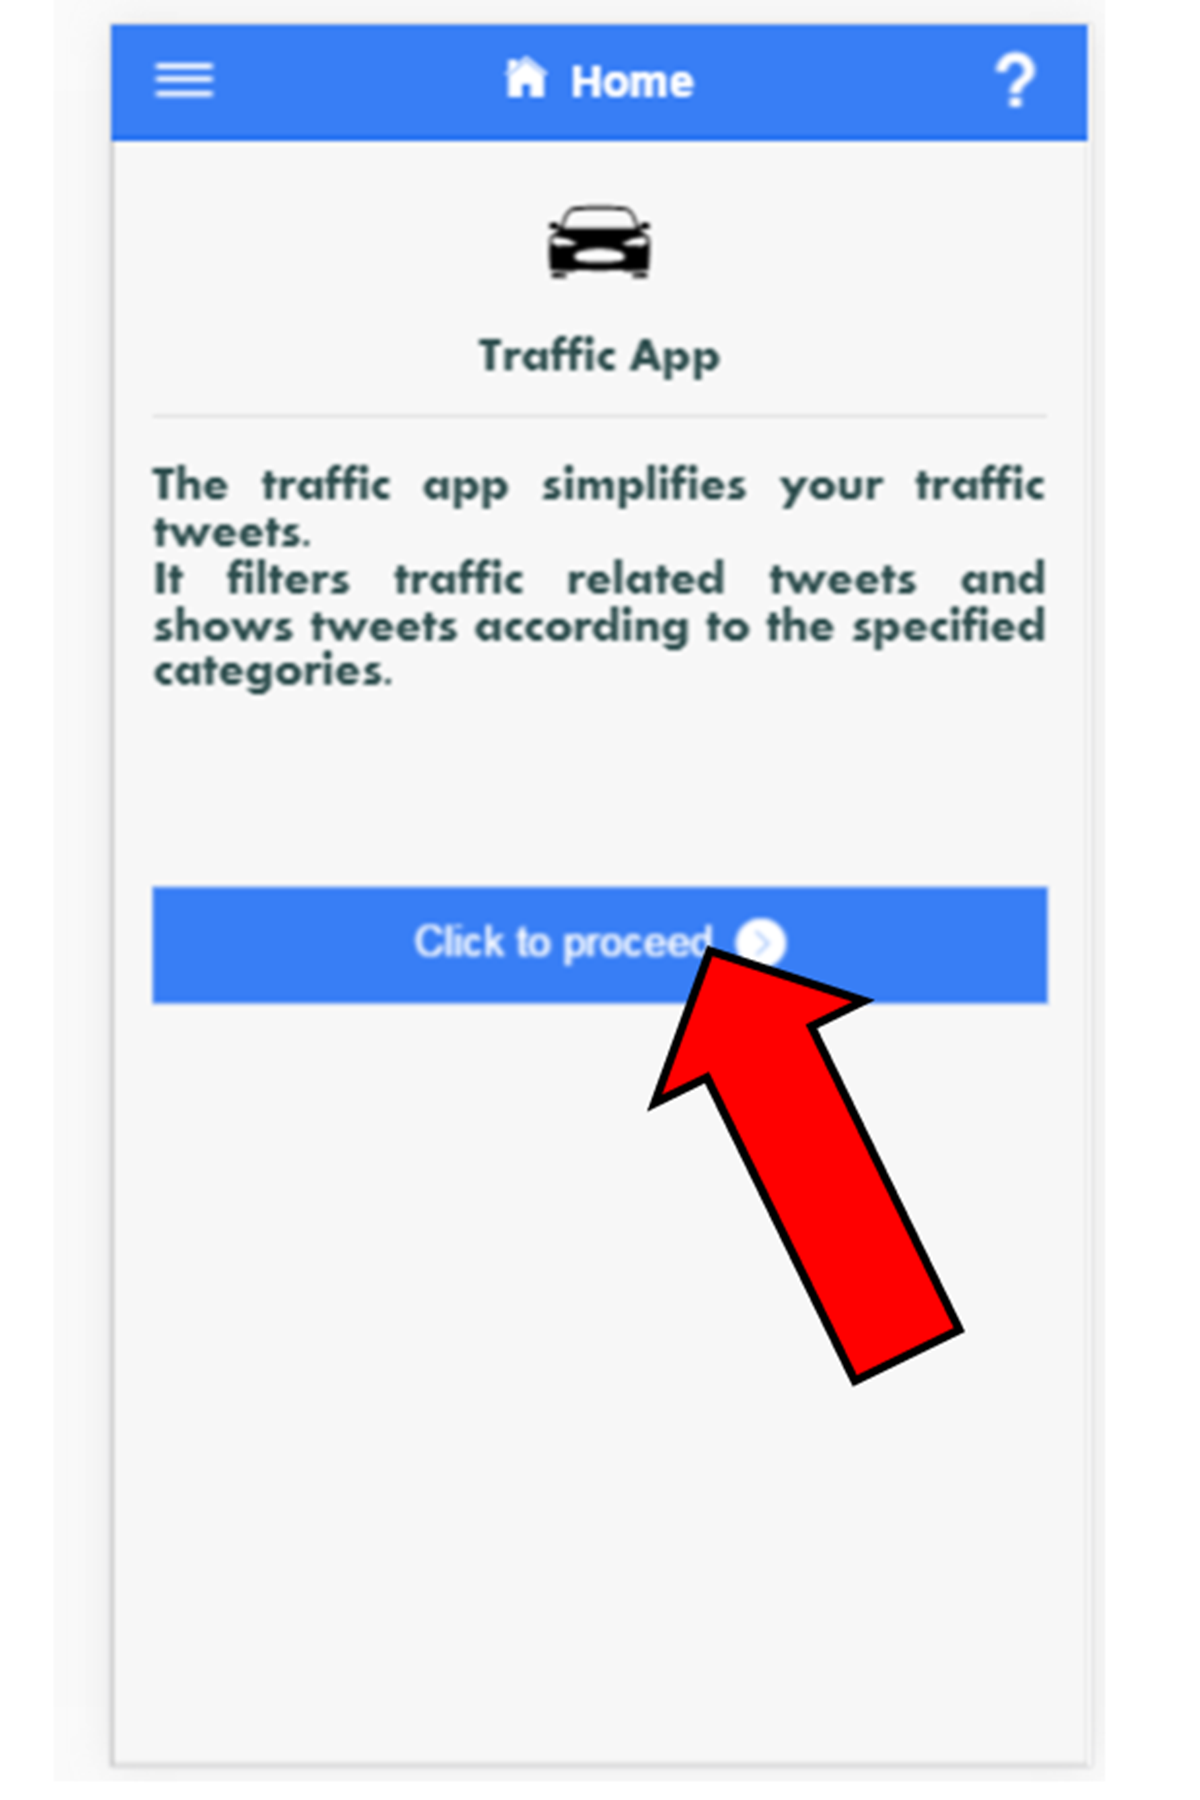 Home ?
Traffic App
The traffic app simplifies your traffic
tweets.
It filters traffic related tweets and
shows tweets according to the specified
categories.
Click to proceed